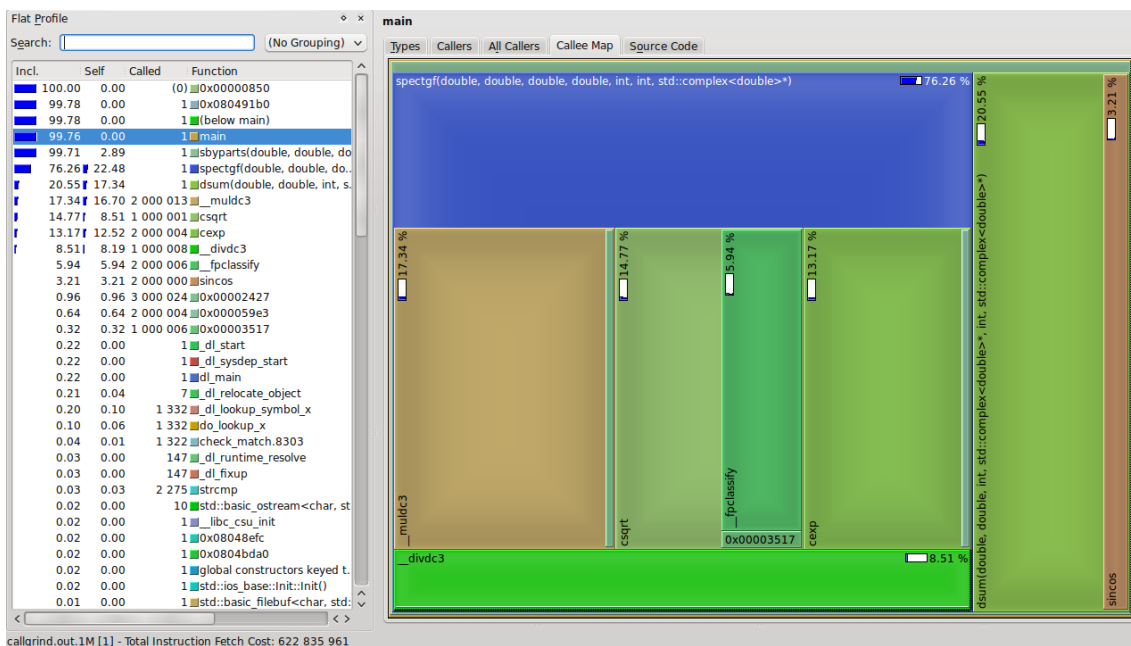 Flat Profile
main
Search:
(No Grouping)
Types Callers All Callers Callee Map Source Code
Incl. Self Called Function
100.00 0.00 (0) 0x00000850
99.78 0.00 1 0x080491b0
99.78 0.00 1 (below main)
99.76 0.00 1 main
99.71 2.89 1 sbyparts(double, double, do
76.26 22.48 1 spectgf(double, double, do..
20.55 17.34 1 dsum(double, double, int, s.
17.34 16.70 2 000 013 __muldc3
14.77 8.51 1 000 001 csqrt
13.17 12.52 2 000 004 cexp
8.51 8.19 1 000 008 __divdc3
5.94 5.94 2 000 006 __fpclassify
3.21 3.21 2 000 000 sincos
0.96 0.96 3 000 024 0x00002427
0.64 0.64 2 000 004 0x000059e3
0.32 0.32 1 000 006 0x00003517
0.22 0.00 1 _dl_start
0.22 0.00 1 _dl_sysdep_start
0.22 0.00 1 dl_main
0.21 0.04 7 _dl_relocate_object
0.20 0.10 1 332 _dl_lookup_symbol_x
0.10 0.06 1 332 do_lookup_x
0.04 0.01 1 322 check_match.8303
0.03 0.00 147 _dl_runtime_resolve
0.03 0.00 147 _dl_fixup
0.03 0.03 2 275 strcmp
0.02 0.00 10 std::basic_ostream<char, st
0.02 0.00 1 __libc_csu_init
0.02 0.00 1 0x08048efc
0.02 0.00 1 0x0804bda0
0.02 0.00 1 global constructors keyed t.
0.02 0.00 1 std::ios_base::Init::Init()
0.01 0.00 1 std::basic_filebuf<char, std:
spectgf(double, double, double, double, int, int, std::complex<double>*) 76.26 %
__muldc3 17.34 %
csqrt 14.77 %
__fpclassify 5.94 %
0x00003517
cexp 13.17 %
__divdc3 8.51 %
dsum(double, double, int, std::complex<double>*, int, std::complex<double>*) 20.55 %
sincos 3.21 %
callgrind.out.1M [1] - Total Instruction Fetch Cost: 622 835 961